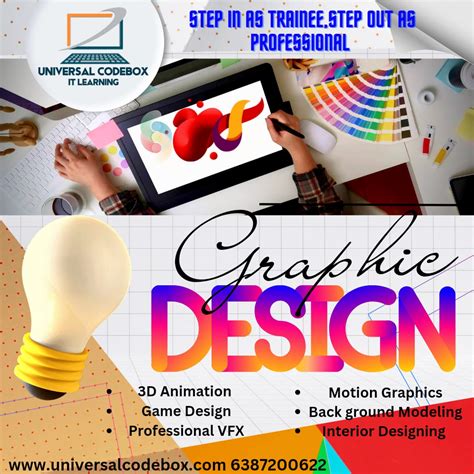 STEP IN AS TRAINEE,STEP OUT AS
PROFESSIONAL
UNIVERSAL CODEBOX
IT LEARNING
Graphic
DESIGN
• 3D Animation
• Game Design
• Professional VFX
• Motion Graphics
• Back ground Modeling
• Interior Designing
www.universalcodebox.com 6387200622